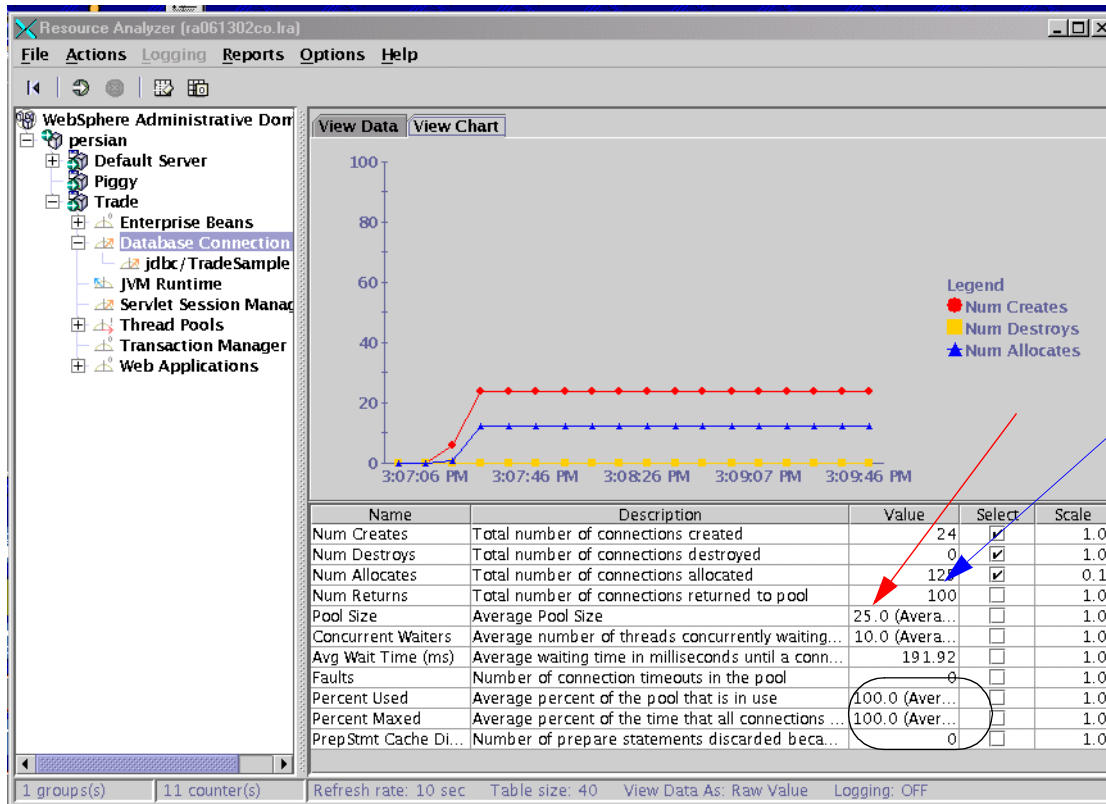 Resource Analyzer (ra061302co.lra)
File Actions Logging Reports Options Help
WebSphere Administrative Dom
persian
Default Server
Piggy
Trade
Enterprise Beans
Database Connection
jdbc/TradeSample
JVM Runtime
Servlet Session Manag
Thread Pools
Transaction Manager
Web Applications
View Data View Chart
100
80
60
40
20
0
3:07:06 PM 3:07:46 PM 3:08:26 PM 3:09:07 PM 3:09:46 PM
Legend
Num Creates
Num Destroys
Num Allocates
Name Description Value Select Scale
Num Creates Total number of connections created 24 1.0
Num Destroys Total number of connections destroyed 0 1.0
Num Allocates Total number of connections allocated 125 0.1
Num Returns Total number of connections returned to pool 100 1.0
Pool Size Average Pool Size 25.0 (Avera... 1.0
Concurrent Waiters Average number of threads concurrently waiting... 10.0 (Avera... 1.0
Avg Wait Time (ms) Average waiting time in milliseconds until a conn... 191.92 1.0
Faults Number of connection timeouts in the pool 0 1.0
Percent Used Average percent of the pool that is in use 100.0 (Aver... 1.0
Percent Maxed Average percent of the time that all connections ... 100.0 (Aver... 1.0
PrepStmt Cache Di... Number of prepare statements discarded beca... 0 1.0
1 groups(s) 11 counter(s) Refresh rate: 10 sec Table size: 40 View Data As: Raw Value Logging: OFF